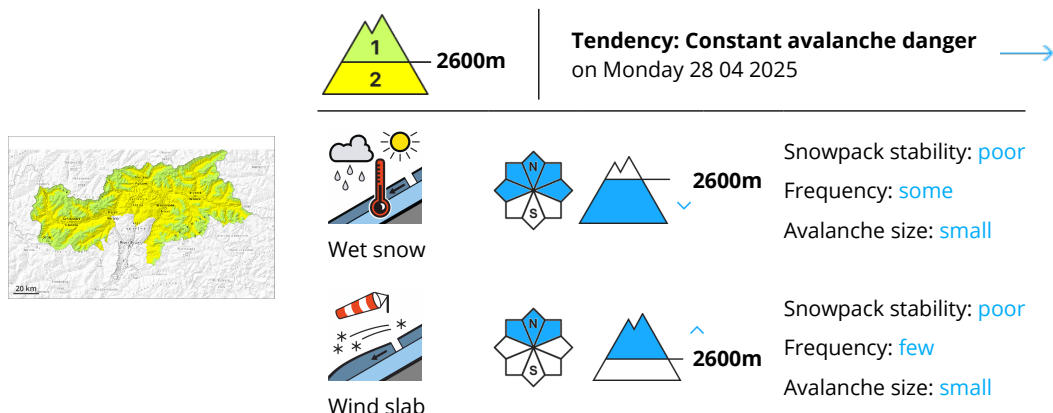 1
2
2600m
Tendency: Constant avalanche danger
on Monday 28 04 2025
20 km
Wet snow
N
S
2600m
Snowpack stability: poor
Frequency: some
Avalanche size: small
Wind slab
N
S
2600m
Snowpack stability: poor
Frequency: few
Avalanche size: small